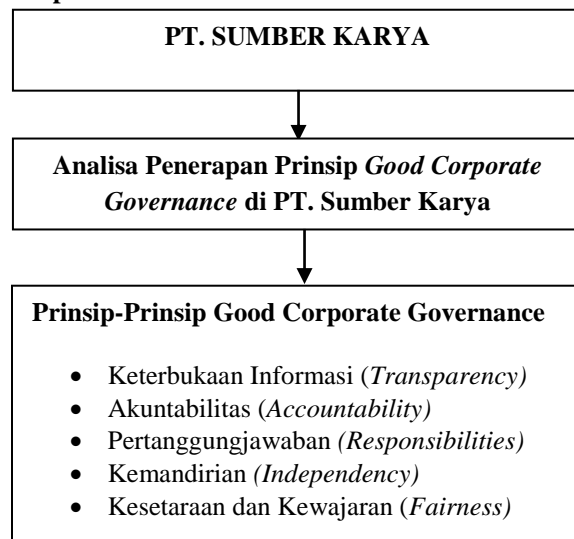 PT. SUMBER KARYA
Analisa Penerapan Prinsip Good Corporate
Governance di PT. Sumber Karya
Prinsip-Prinsip Good Corporate Governance
• Keterbukaan Informasi (Transparency)
• Akuntabilitas (Accountability)
• Pertanggungjawaban (Responsibilities)
• Kemandirian (Independency)
• Kesetaraan dan Kewajaran (Fairness)